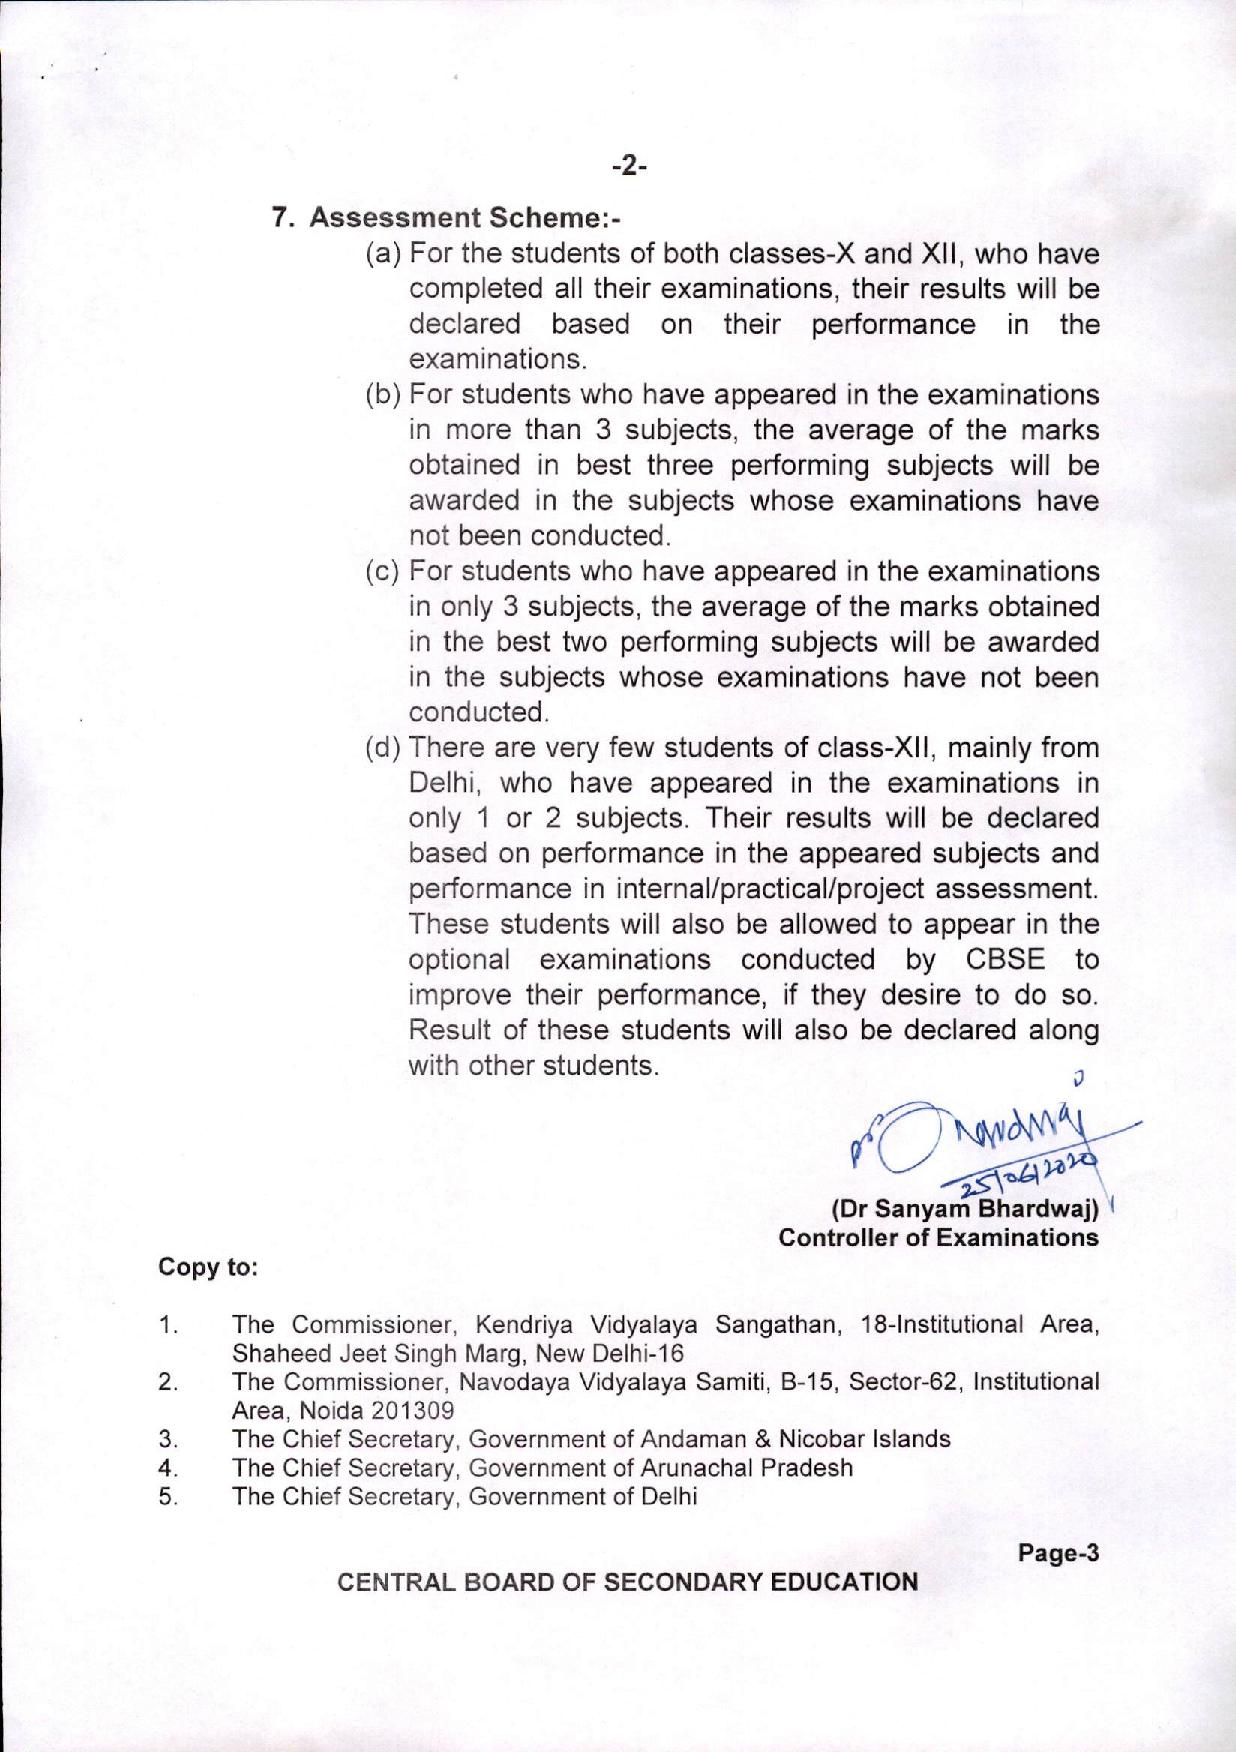 -2-
7. Assessment Scheme:-
(a) For the students of both classes-X and XII, who have
completed all their examinations, their results will be
declared based on their performance in the
examinations.
(b) For students who have appeared in the examinations
in more than 3 subjects, the average of the marks
obtained in best three performing subjects will be
awarded in the subjects whose examinations have
not been conducted.
(c) For students who have appeared in the examinations
in only 3 subjects, the average of the marks obtained
in the best two performing subjects will be awarded
in the subjects whose examinations have not been
conducted.
(d) There are very few students of class-XII, mainly from
Delhi, who have appeared in the examinations in
only 1 or 2 subjects. Their results will be declared
based on performance in the appeared subjects and
performance in internal/practical/project assessment.
These students will also be allowed to appear in the
optional examinations conducted by CBSE to
improve their performance, if they desire to do so.
Result of these students will also be declared along
with other students.
25/06/2020
(Dr Sanyam Bhardwaj)
Controller of Examinations
Copy to:
1. The Commissioner, Kendriya Vidyalaya Sangathan, 18-Institutional Area,
Shaheed Jeet Singh Marg, New Delhi-16
2. The Commissioner, Navodaya Vidyalaya Samiti, B-15, Sector-62, Institutional
Area, Noida 201309
3. The Chief Secretary, Government of Andaman & Nicobar Islands
4. The Chief Secretary, Government of Arunachal Pradesh
5. The Chief Secretary, Government of Delhi
Page-3
CENTRAL BOARD OF SECONDARY EDUCATION